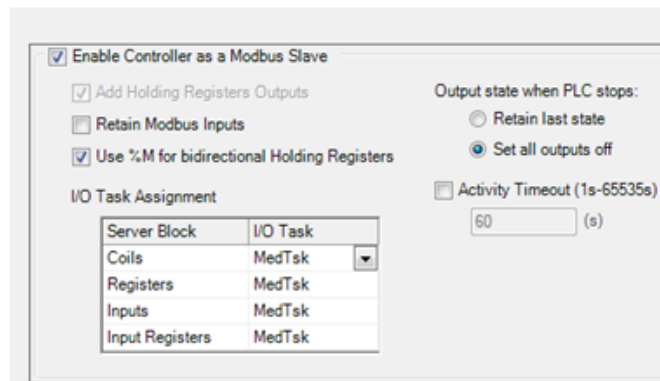 Enable Controller as a Modbus Slave
Add Holding Registers Outputs
Retain Modbus Inputs
Use %M for bidirectional Holding Registers
Output state when PLC stops:
Retain last state
Set all outputs off
Activity Timeout (1s-65535s)
60 (s)
I/O Task Assignment
Server Block I/O Task
Coils MedTsk
Registers MedTsk
Inputs MedTsk
Input Registers MedTsk